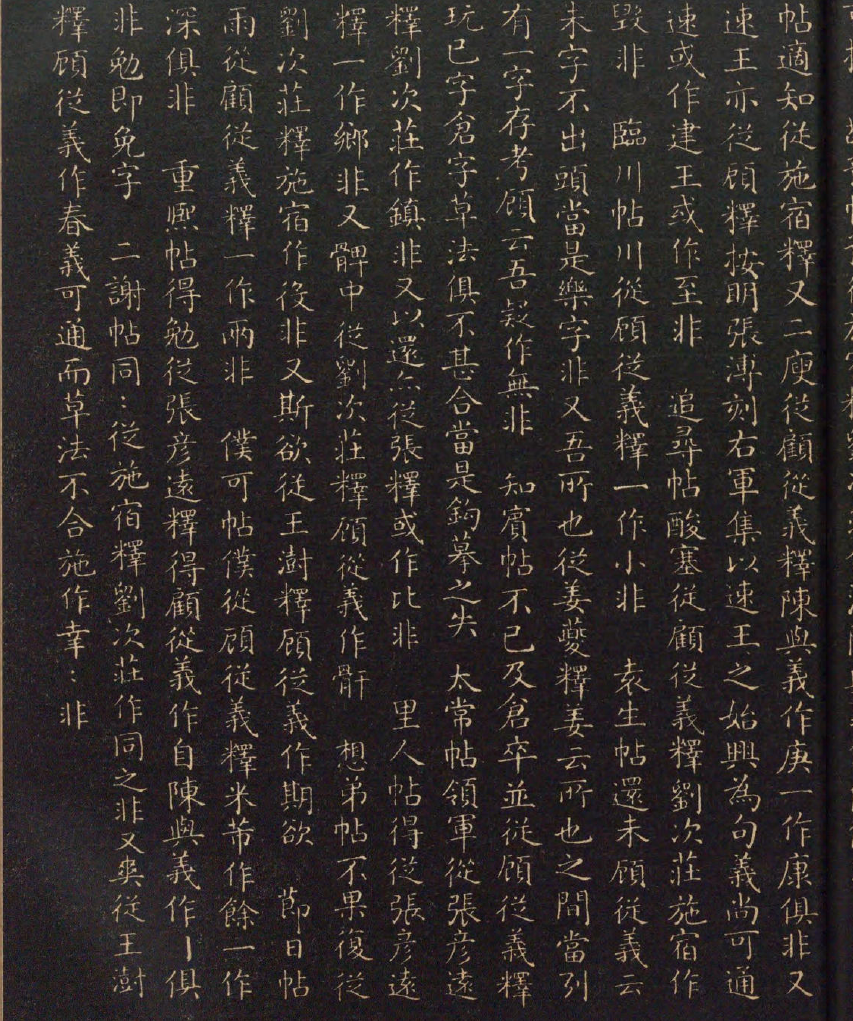 帖適知從施宿釋又二庾從顧從義釋陳與義作庚一作康俱非又
速王亦從顧釋按明張溥刻右軍集以速王之始興為句義尚可通
速或作建王或作至非　追尋帖酸塞從顧從義釋劉次莊施宿作
毀非　臨川帖川從顧從義釋一作小非　袁生帖還未顧從義云
未字不出頭當是樂字非又吾所也從姜夔釋姜云所也之間當列
有一字存考顧云吾疑作無非　知賓帖不已及倉卒並從顧從義釋
玩已字倉字草法俱不甚合當是鈎摹之失　太常帖領軍從張彥遠
釋劉次莊作鎮非又以還從張釋或作比非　里人帖得從張彥遠
釋一作鄉非又髀中從劉次莊釋顧從義作骭　想弟帖不果復從
劉次莊釋施宿作後非又斯欲從王澍釋顧從義作期欲　節日帖
雨從顧從義釋一作兩非　僕可帖僕從顧從義釋米芾作餘一作
深俱非　重熙帖得勉從張彥遠釋得顧從義作自陳與義作丨俱
非勉即免字　二謝帖同〻從施宿釋劉次莊作同之非又爽從王澍
釋顧從義作春義可通而草法不合施作幸〻非